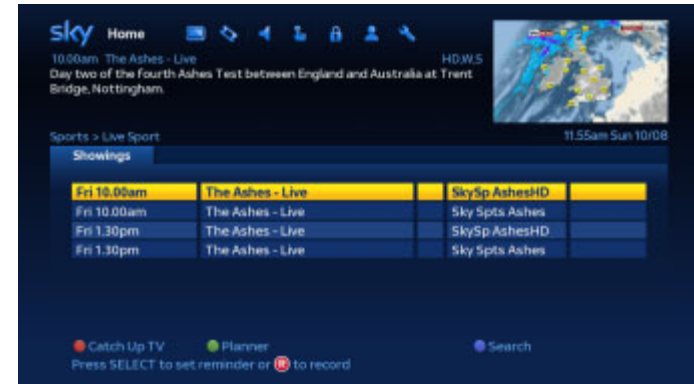 sky Home
10.00am The Ashes - Live HD,W,S
Day two of the fourth Ashes Test between England and Australia at Trent
Bridge, Nottingham.
Sports > Live Sport 11.55am Sun 10/08
Showings
Fri 10.00am The Ashes - Live SkySp AshesHD
Fri 10.00am The Ashes - Live Sky Spts Ashes
Fri 1.30pm The Ashes - Live SkySp AshesHD
Fri 1.30pm The Ashes - Live Sky Spts Ashes
Catch Up TV Planner Search
Press SELECT to set reminder or R to record